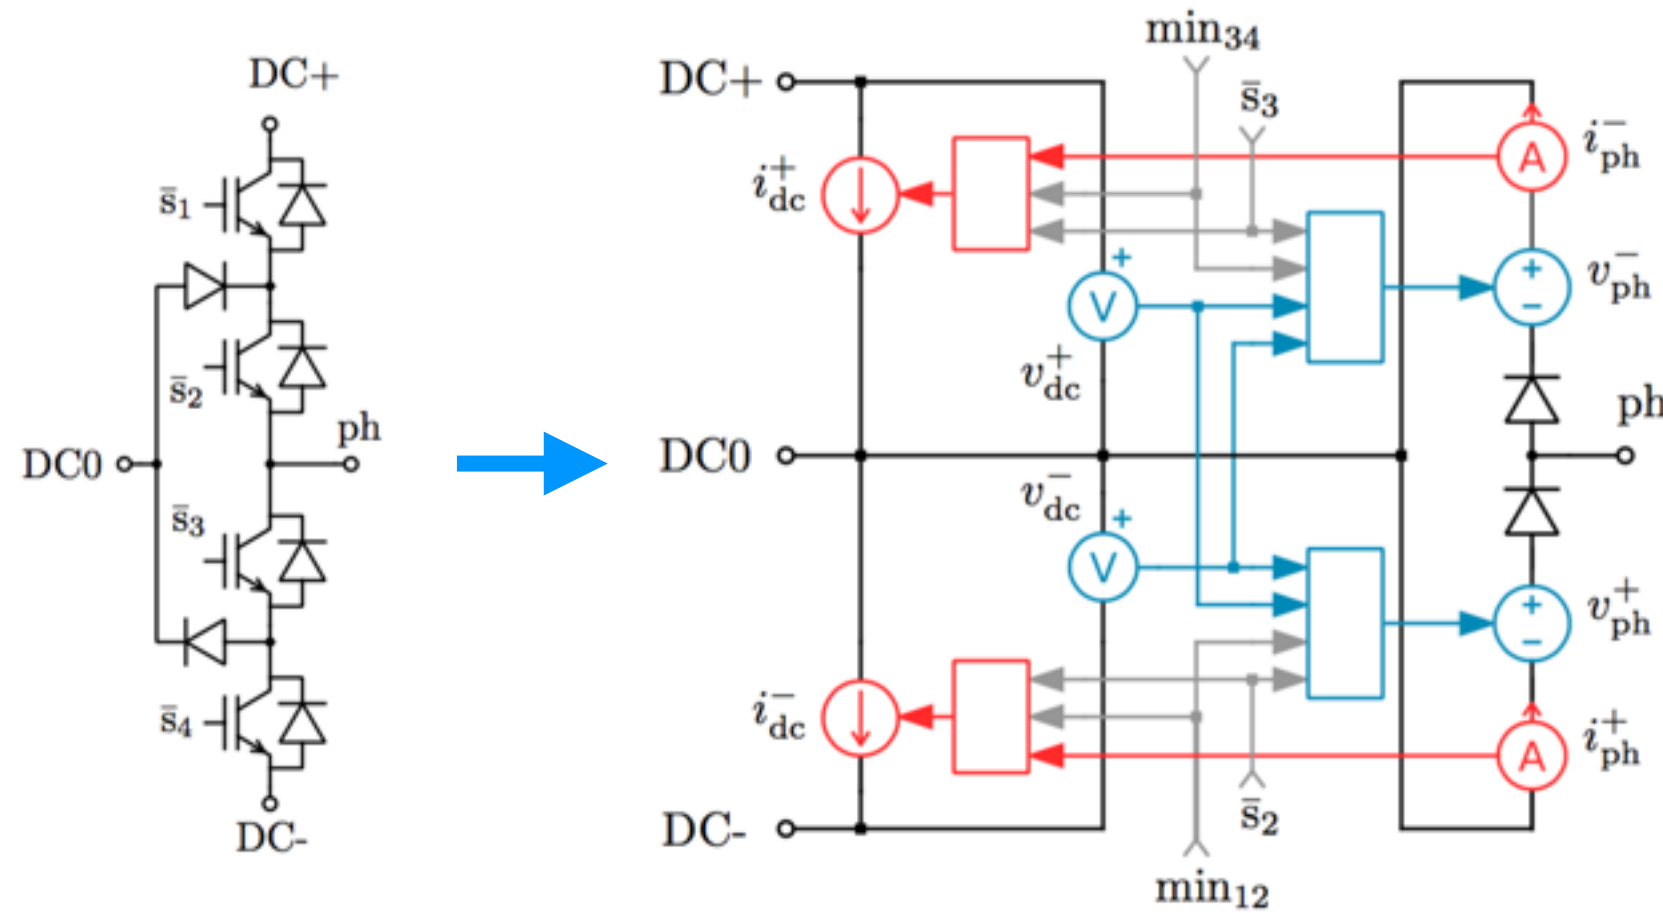 DC+
s̄₁
s̄₂
ph
DC0
s̄₃
s̄₄
DC-
min₃₄
DC+
s̄₃
i⁻ₚₕ
A
i⁺dc
+
v⁻ₚₕ
+
−
V
v⁺dc
ph
DC0
v⁻dc
+
V
v⁺ₚₕ
+
−
i⁻dc
i⁺ₚₕ
A
s̄₂
DC-
min₁₂